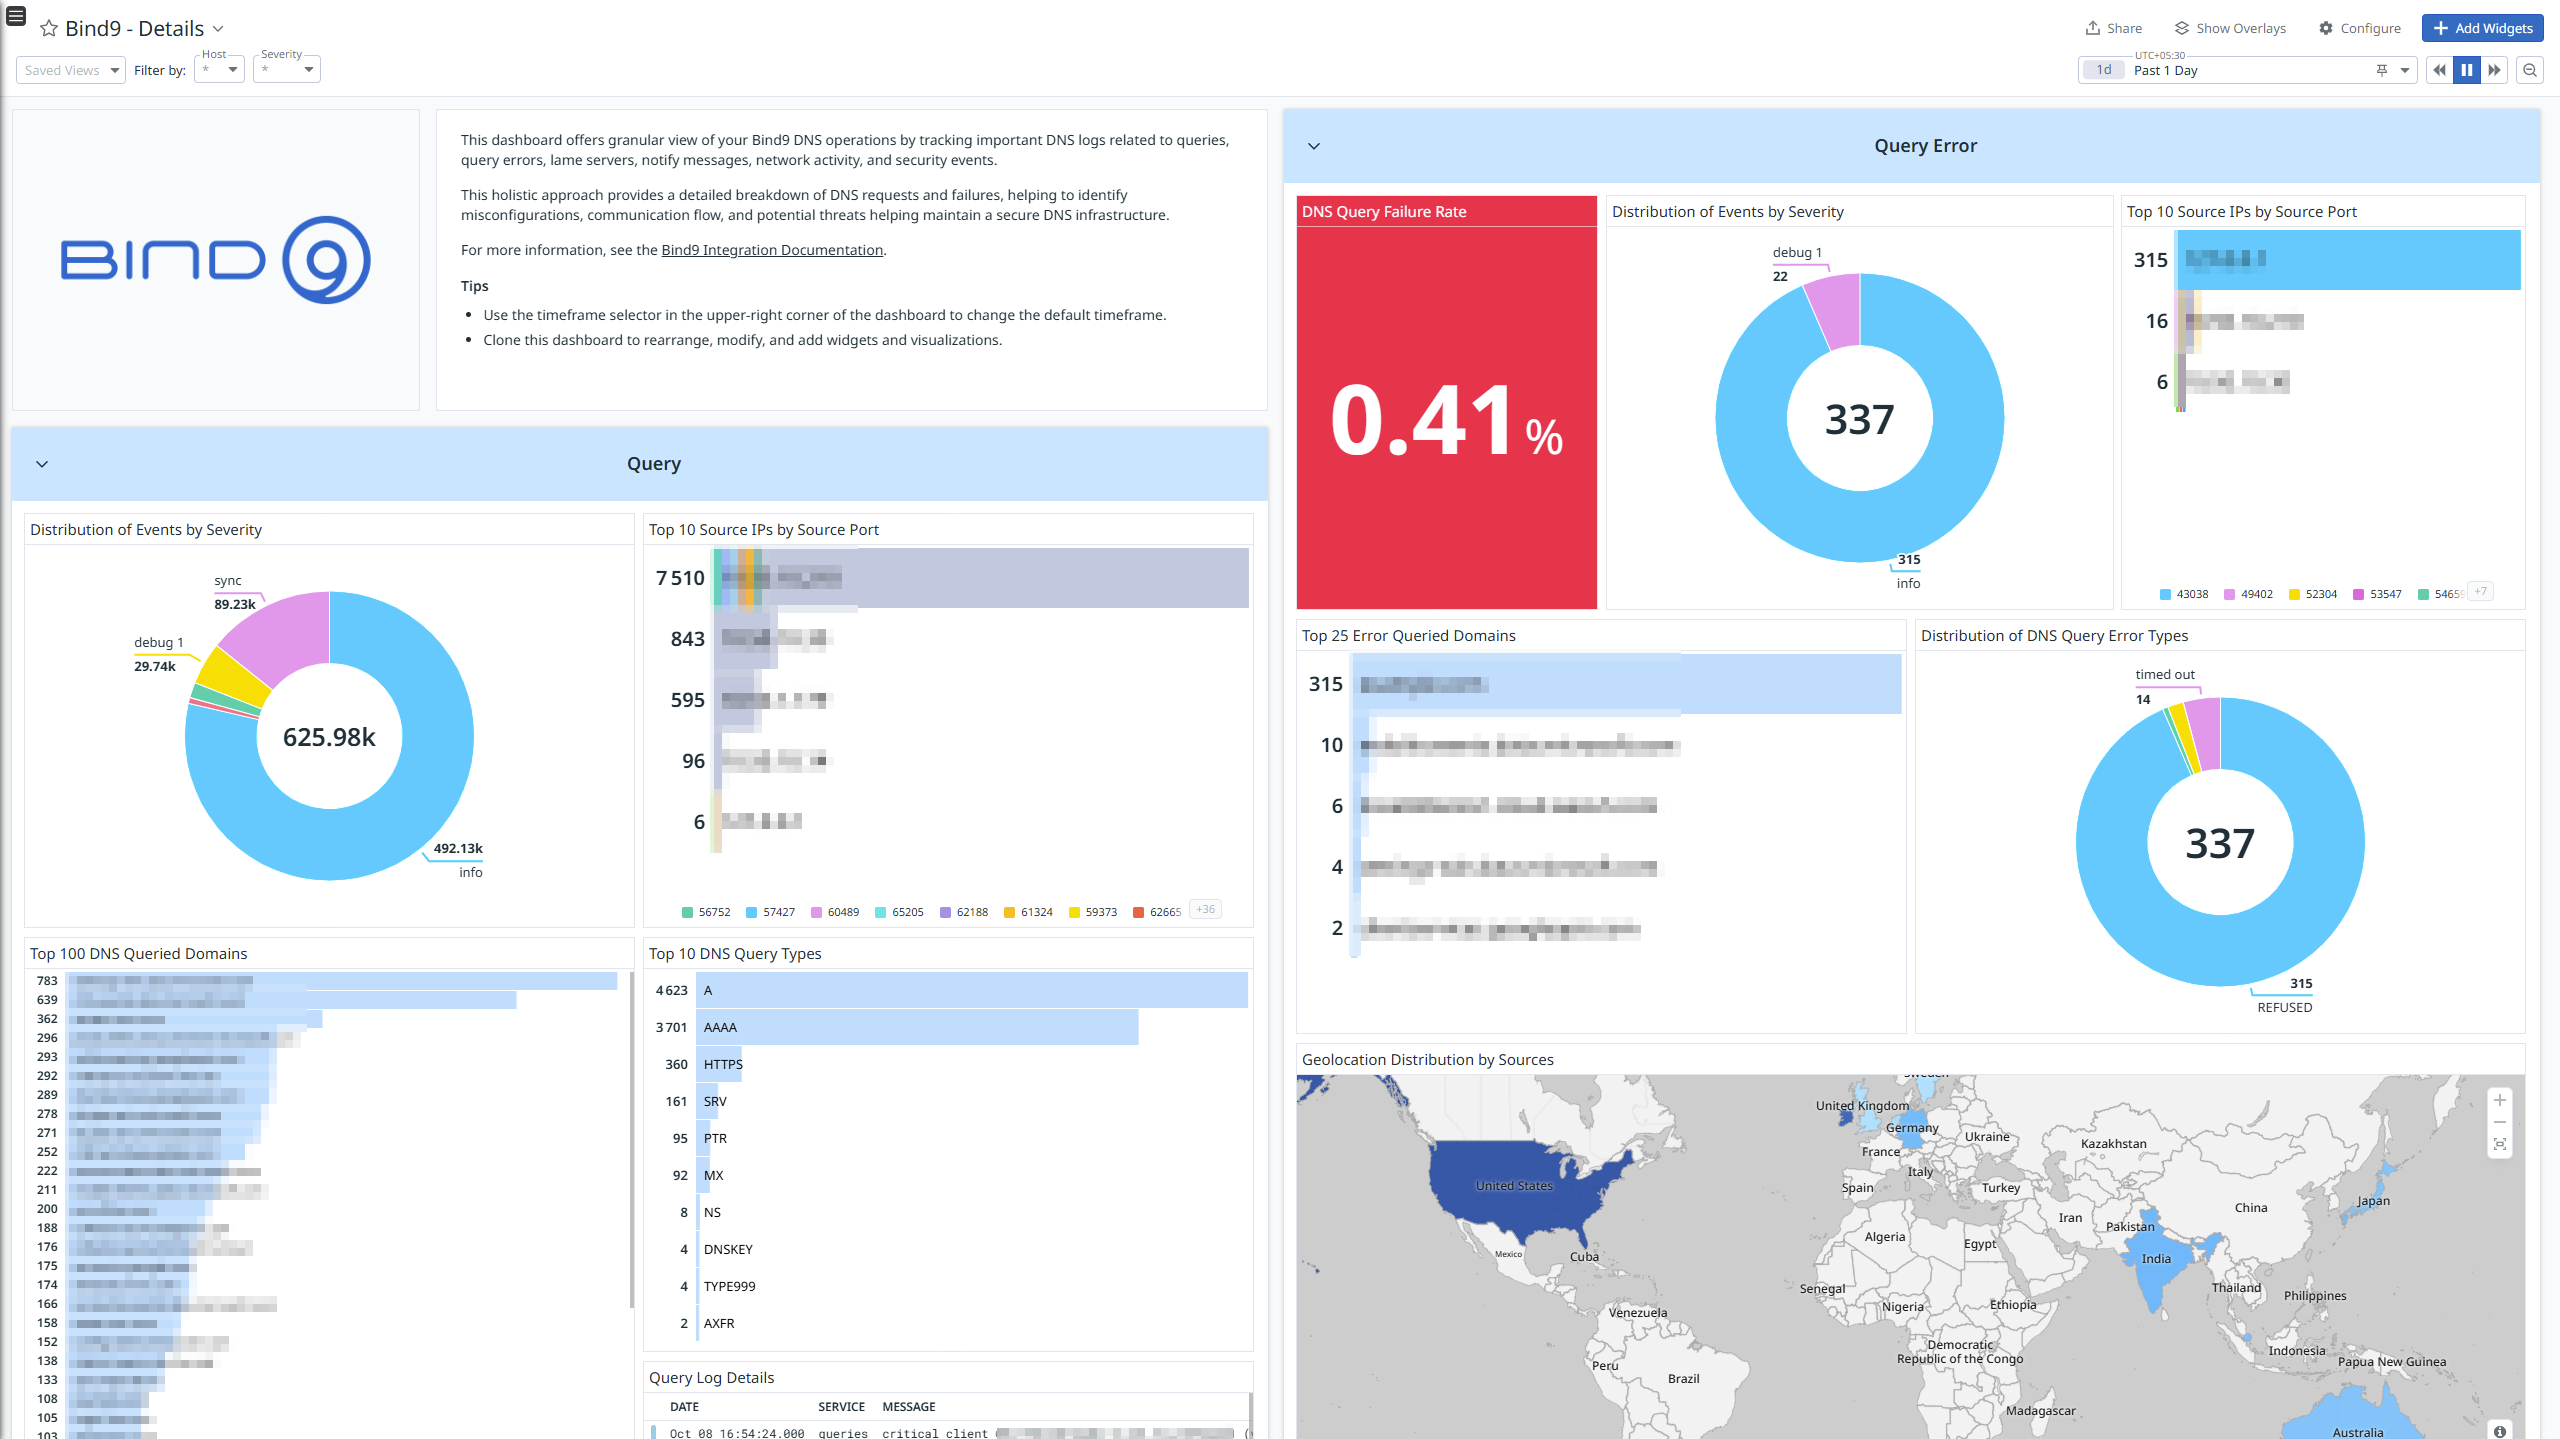 Bind9 - Details
Share
Show Overlays
Configure
Add Widgets
Saved Views
Filter by:
Host
*
Severity
*
UTC+05:30
1d
Past 1 Day
BIND 9
This dashboard offers granular view of your Bind9 DNS operations by tracking important DNS logs related to queries,
query errors, lame servers, notify messages, network activity, and security events.
This holistic approach provides a detailed breakdown of DNS requests and failures, helping to identify
misconfigurations, communication flow, and potential threats helping maintain a secure DNS infrastructure.
For more information, see the Bind9 Integration Documentation.
Tips
• Use the timeframe selector in the upper-right corner of the dashboard to change the default timeframe.
• Clone this dashboard to rearrange, modify, and add widgets and visualizations.
Query
Distribution of Events by Severity
sync
89.23k
debug 1
29.74k
625.98k
492.13k
info
Top 10 Source IPs by Source Port
7 510
843
595
96
6
56752
57427
60489
65205
62188
61324
59373
62665
+36
Top 100 DNS Queried Domains
783
639
362
296
293
292
289
278
271
252
222
211
200
188
176
175
174
166
158
152
138
133
108
105
103
Top 10 DNS Query Types
4 623 A
3 701 AAAA
360 HTTPS
161 SRV
95 PTR
92 MX
8 NS
4 DNSKEY
4 TYPE999
2 AXFR
Query Log Details
DATE SERVICE MESSAGE
Oct 08 16:54:24.000 queries critical client
Query Error
DNS Query Failure Rate
0.41 %
Distribution of Events by Severity
debug 1
22
337
315
info
Top 10 Source IPs by Source Port
315
16
6
43038
49402
52304
53547
5465
+7
Top 25 Error Queried Domains
315
10
6
4
2
Distribution of DNS Query Error Types
timed out
14
337
315
REFUSED
Geolocation Distribution by Sources
Sweden
United Kingdom
Germany
Ukraine
Kazakhstan
France
Italy
United States
Spain
Turkey
Japan
China
Iran
Pakistan
Algeria
Egypt
Mexico
Cuba
India
Senegal
Thailand
Philippines
Nigeria
Ethiopia
Venezuela
Democratic
Republic of the Congo
Indonesia
Papua New Guinea
Peru
Brazil
Madagascar
Australia